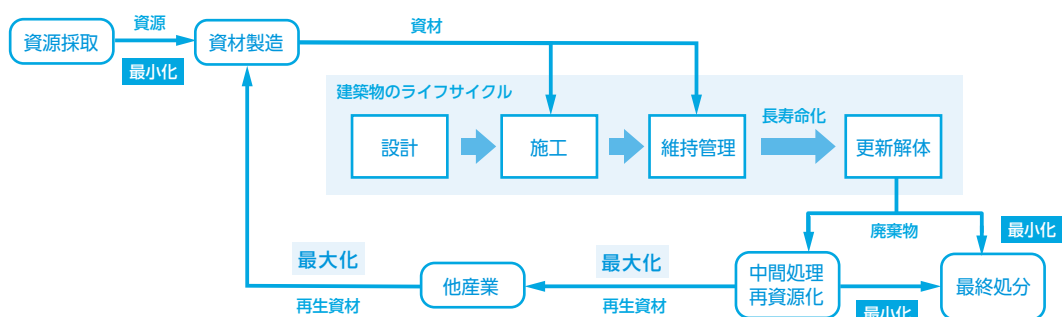 資源採取
資源
最小化
資材製造
資材
建築物のライフサイクル
設計
施工
維持管理
長寿命化
更新解体
廃棄物
最小化
最大化
再生資材
他産業
最大化
再生資材
中間処理
再資源化
最小化
最終処分